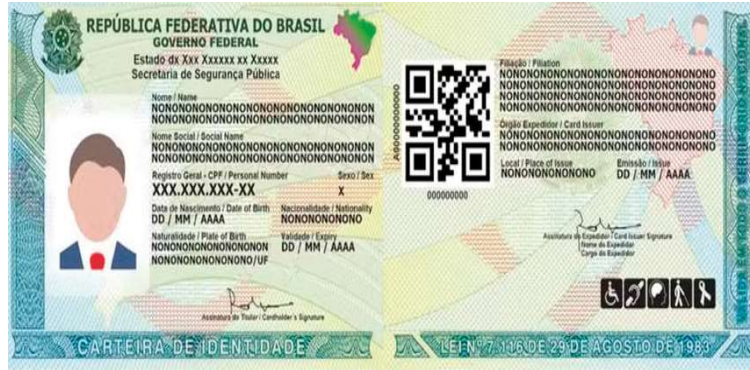 REPÚBLICA FEDERATIVA DO BRASIL
GOVERNO FEDERAL
Estado dx Xxx Xxxxxx xx Xxxxx
Secretaria de Segurança Pública
Nome / Name
NONONONONONONONONONONONONONONONON
NONONONONONONONONONONONONONONONON
Nome Social / Social Name
NONONONONONONONONONONONONONONONON
NONONONONONONONONONONONONONONONON
Registro Geral - CPF / Personal Number Sexo / Sex
XXX.XXX.XXX-XX X
Data de Nascimento / Date of Birth Nacionalidade / Nationality
DD / MM / AAAA NONONONONONO
Naturalidade / Plate of Birth Validade / Expiry
NONONONONONONONONON DD / MM / AAAA
NONONONONONONONO/UF
Assinatura do Titular / Cardholder's Signature
CARTEIRA DE IDENTIDADE
Filiação / Filiation
NONONONONONONONONONONONONONONONO
NONONONONONONONONONONONONONONONO
NONONONONONONONONONONONONONONONO
NONONONONONONONONONONONONONONONO
Órgão Expedidor / Card Issuer
NONONONONONONONONONONONONONONONO
NONONONONONONONONONONONONONONONO
Local / Place of Issue Emissão / Issue
NONONONONONONO DD / MM / AAAA
000000000
Assinatura do Expedidor / Card Issuer Signature
Nome do Expedidor
Cargo do Expedidor
LEI Nº 7.116 DE 29 DE AGOSTO DE 1983